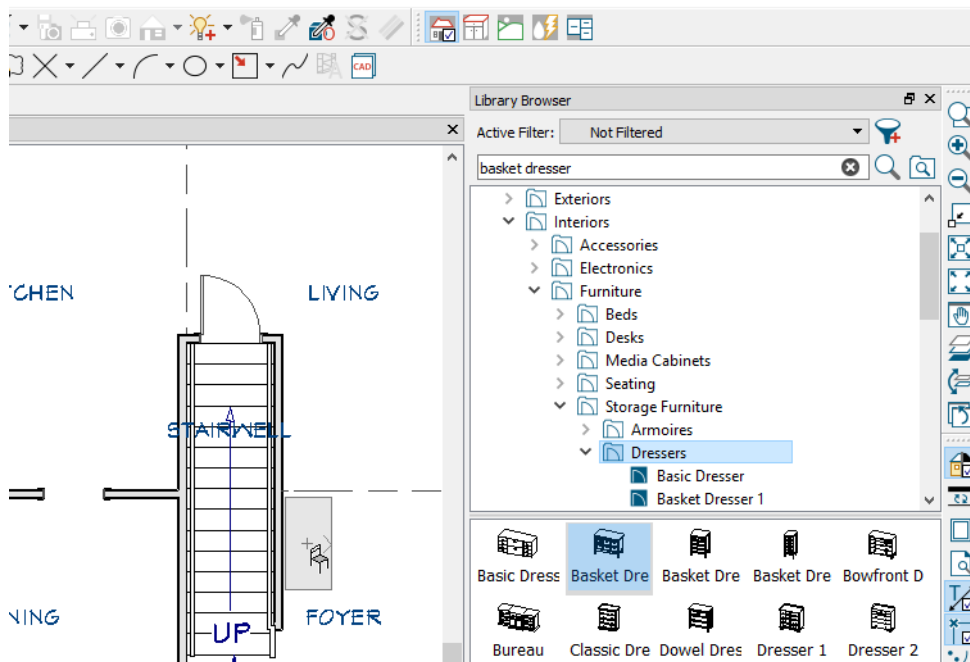 CAD
Library Browser
Active Filter: Not Filtered
basket dresser
Exteriors
Interiors
Accessories
Electronics
Furniture
Beds
Desks
Media Cabinets
Seating
Storage Furniture
Armoires
Dressers
Basic Dresser
Basket Dresser 1
Basic Dress Basket Dre Basket Dre Basket Dre Bowfront D
Bureau Classic Dre Dowel Dres Dresser 1 Dresser 2
TCHEN LIVING
STAIRWELL
NING UP FOYER